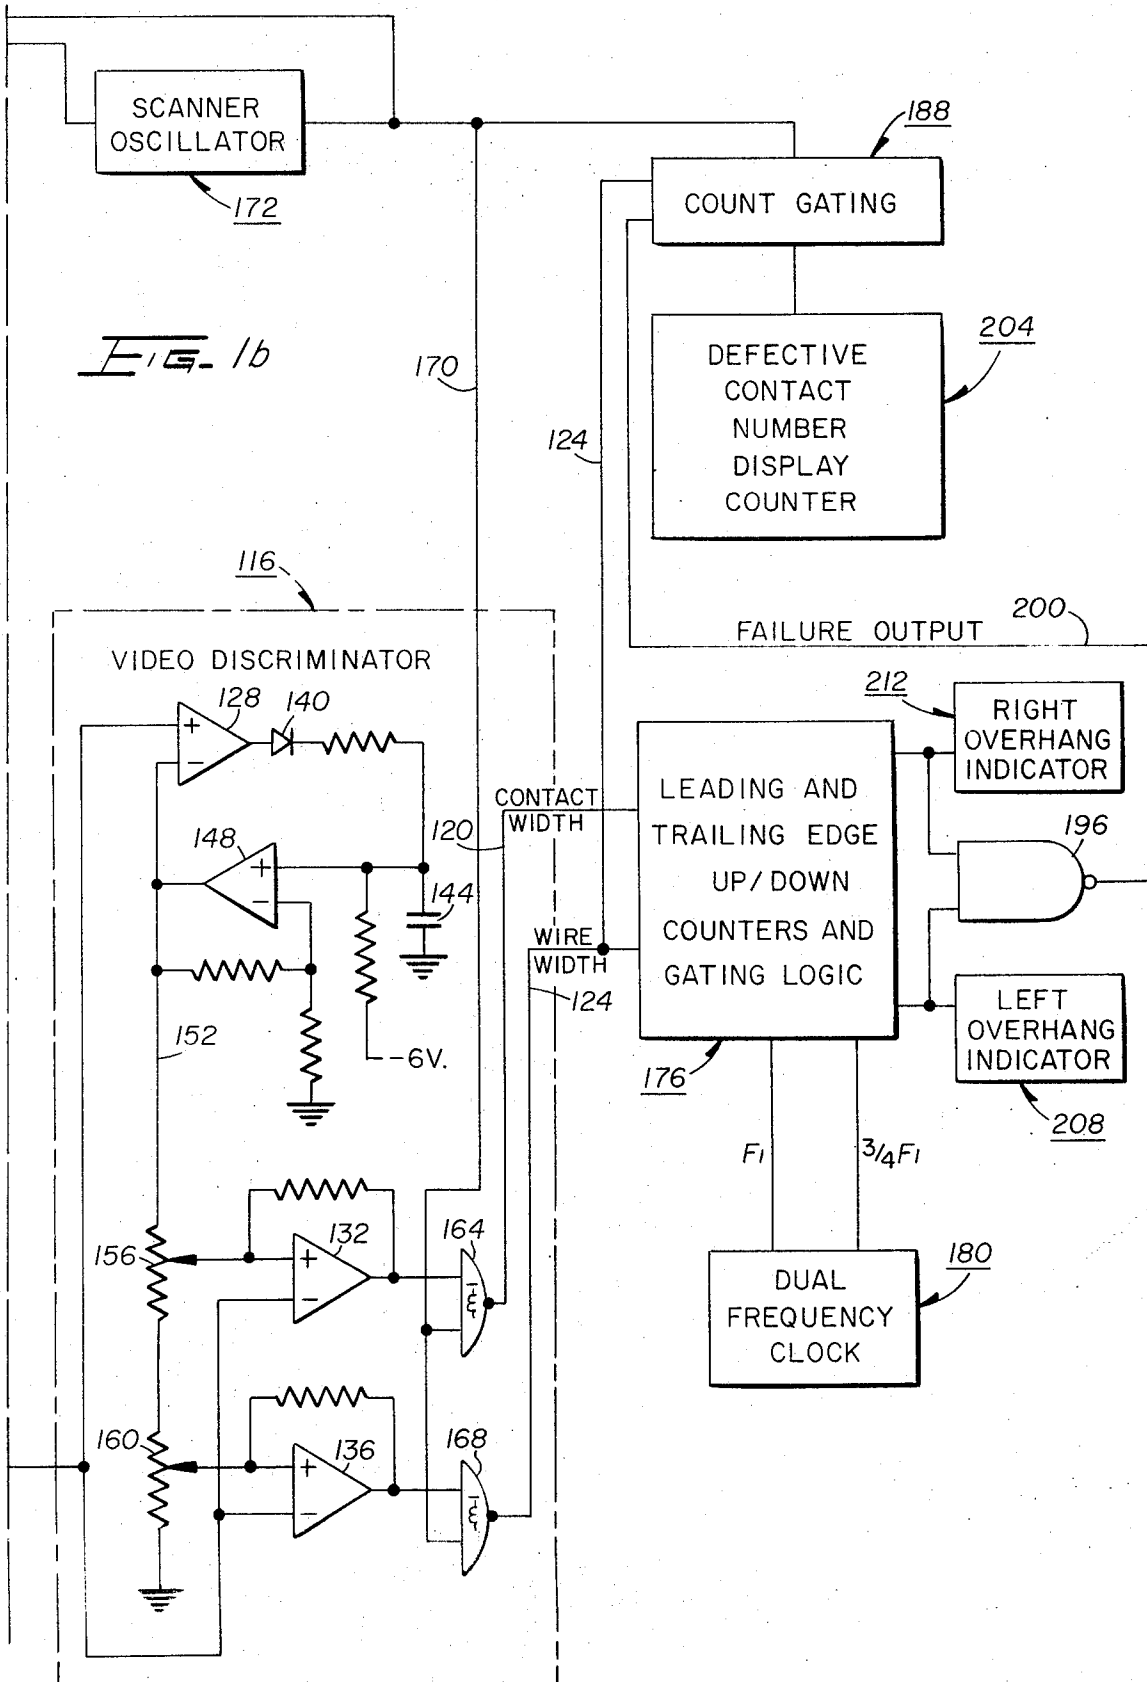 SCANNER
OSCILLATOR
172
188
COUNT GATING
FIG. 1b
170
124
DEFECTIVE
CONTACT
NUMBER
DISPLAY
COUNTER
204
116
FAILURE OUTPUT
200
VIDEO DISCRIMINATOR
128
140
+
−
212
RIGHT
OVERHANG
INDICATOR
CONTACT
WIDTH
120
LEADING AND
TRAILING EDGE
UP/DOWN
COUNTERS AND
GATING LOGIC
196
148
+
−
144
WIRE
WIDTH
124
LEFT
OVERHANG
INDICATOR
152
−6V.
176
208
F1
3/4F1
156
132
+
−
164
180
DUAL
FREQUENCY
CLOCK
160
136
+
−
168